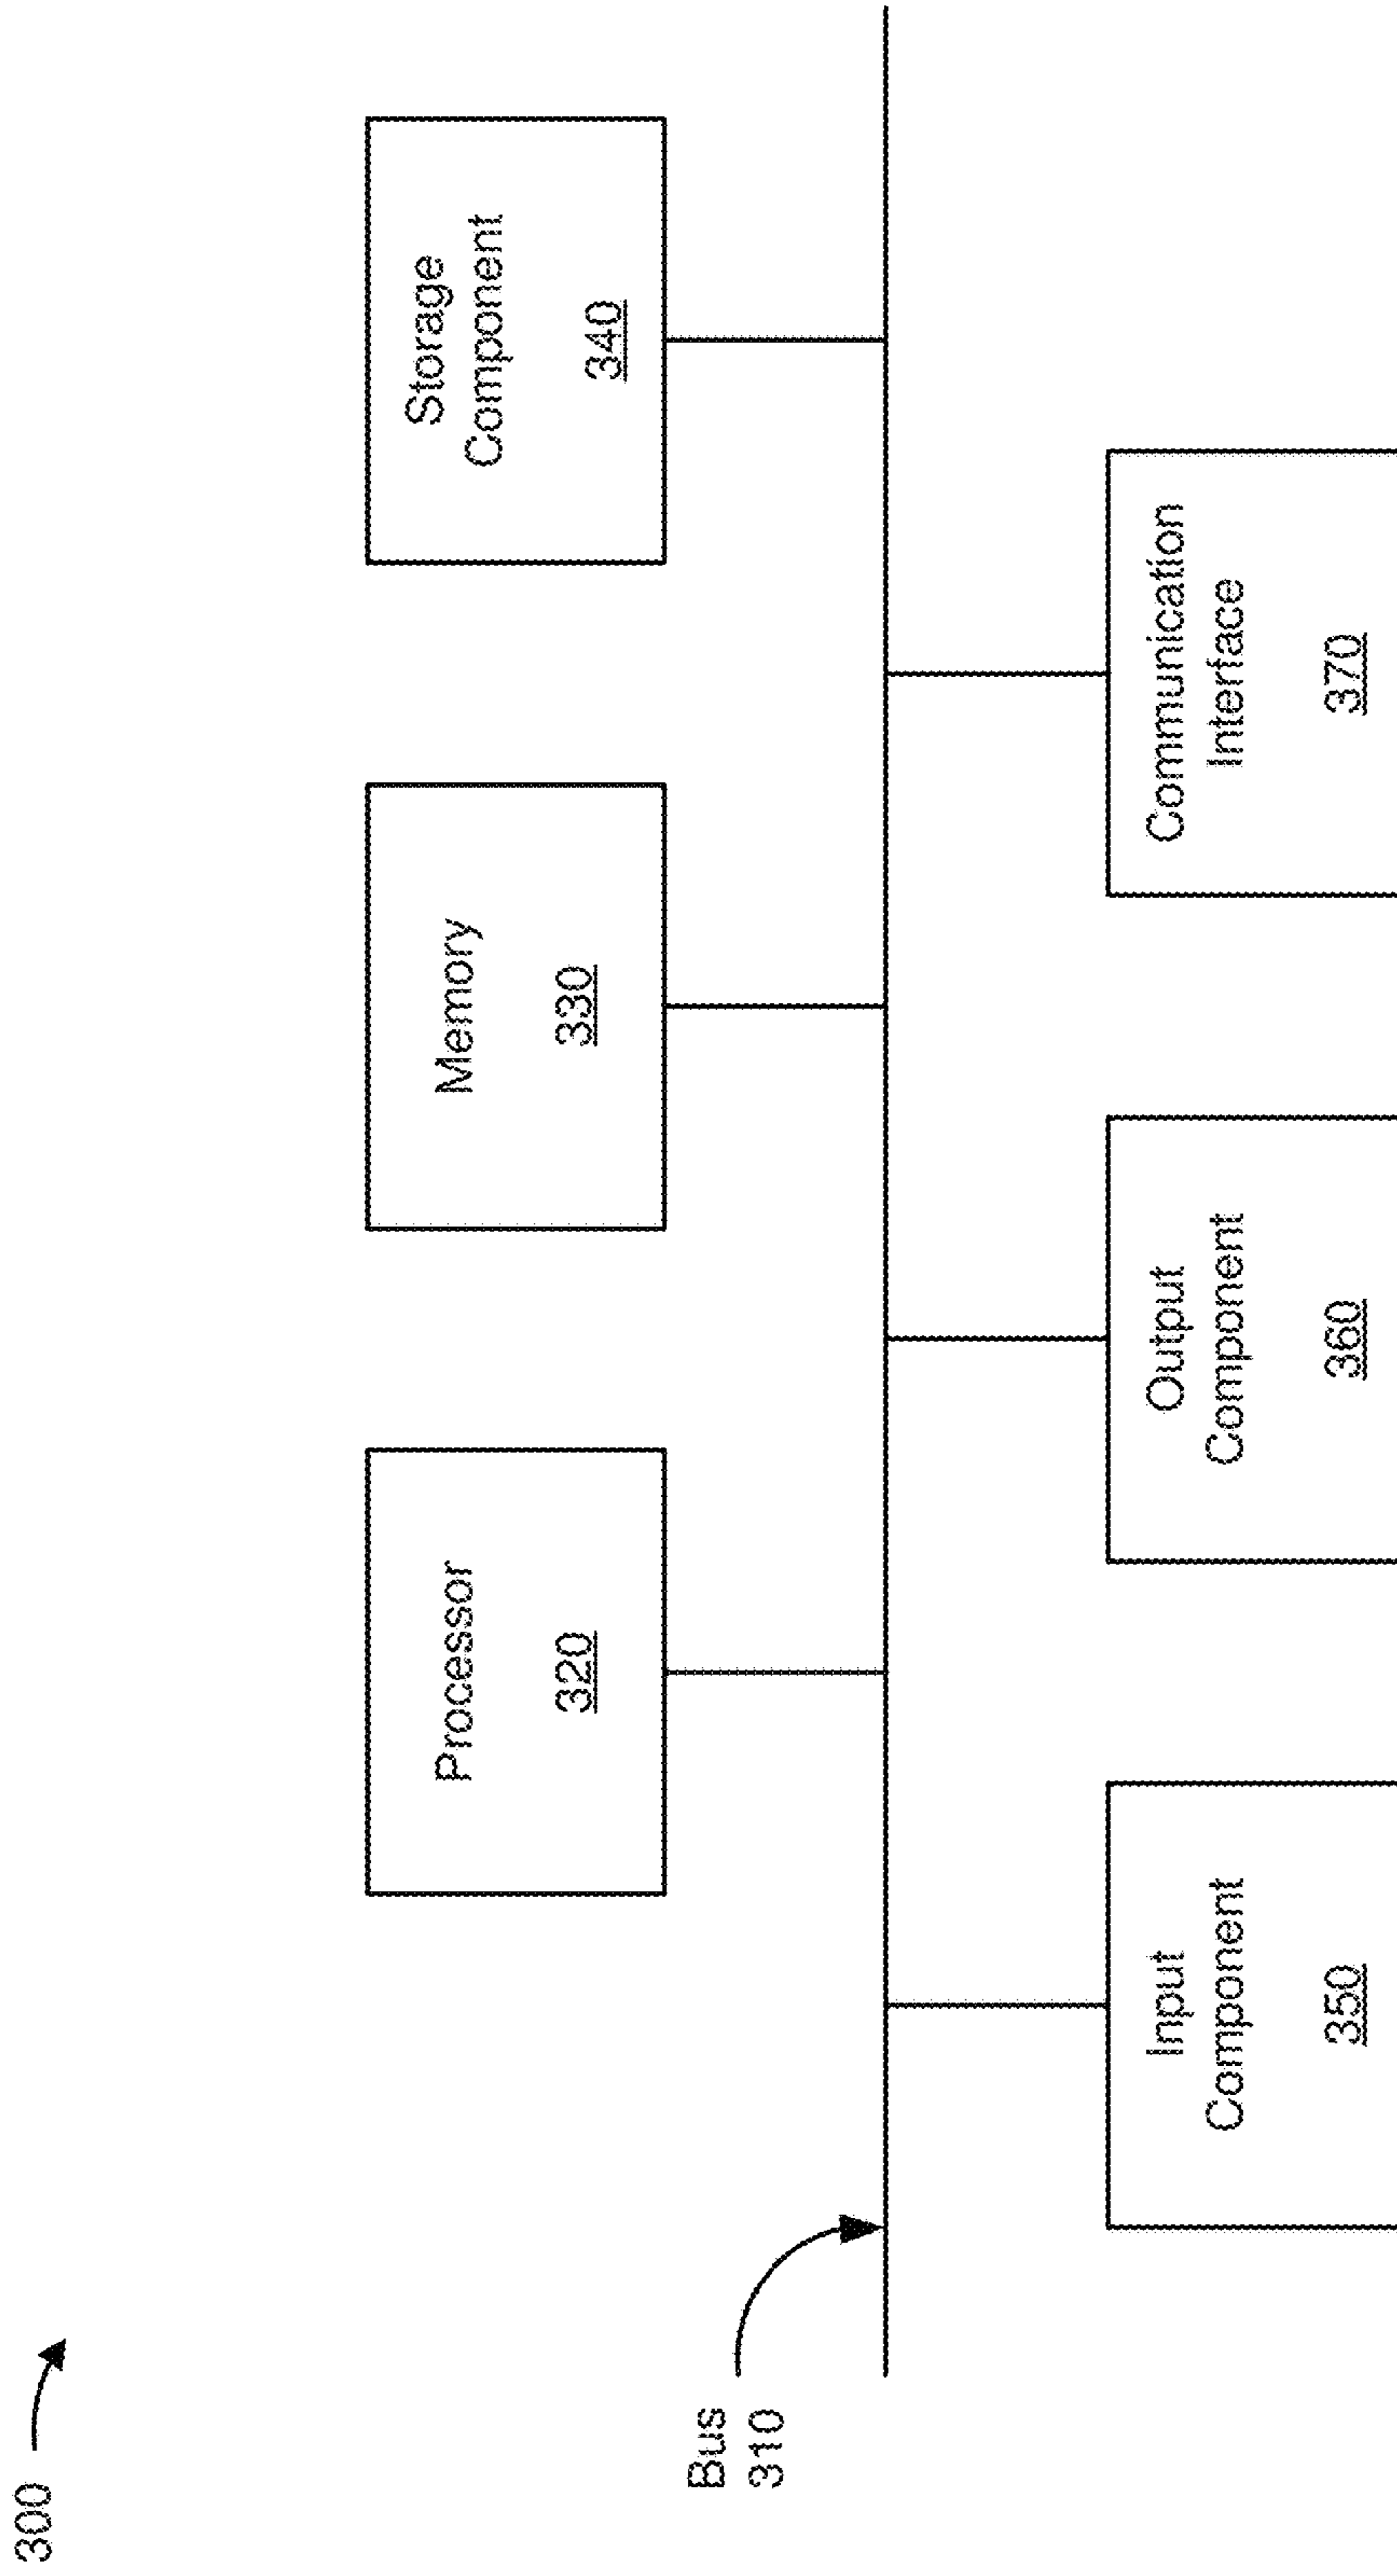 300
Bus
310
Processor
320
Memory
330
Storage
Component
340
Input
Component
350
Output
Component
360
Communication
Interface
370